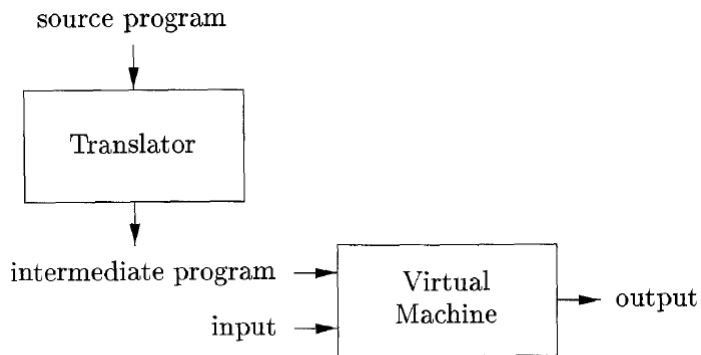 source program
Translator
intermediate program
input
Virtual
Machine
output